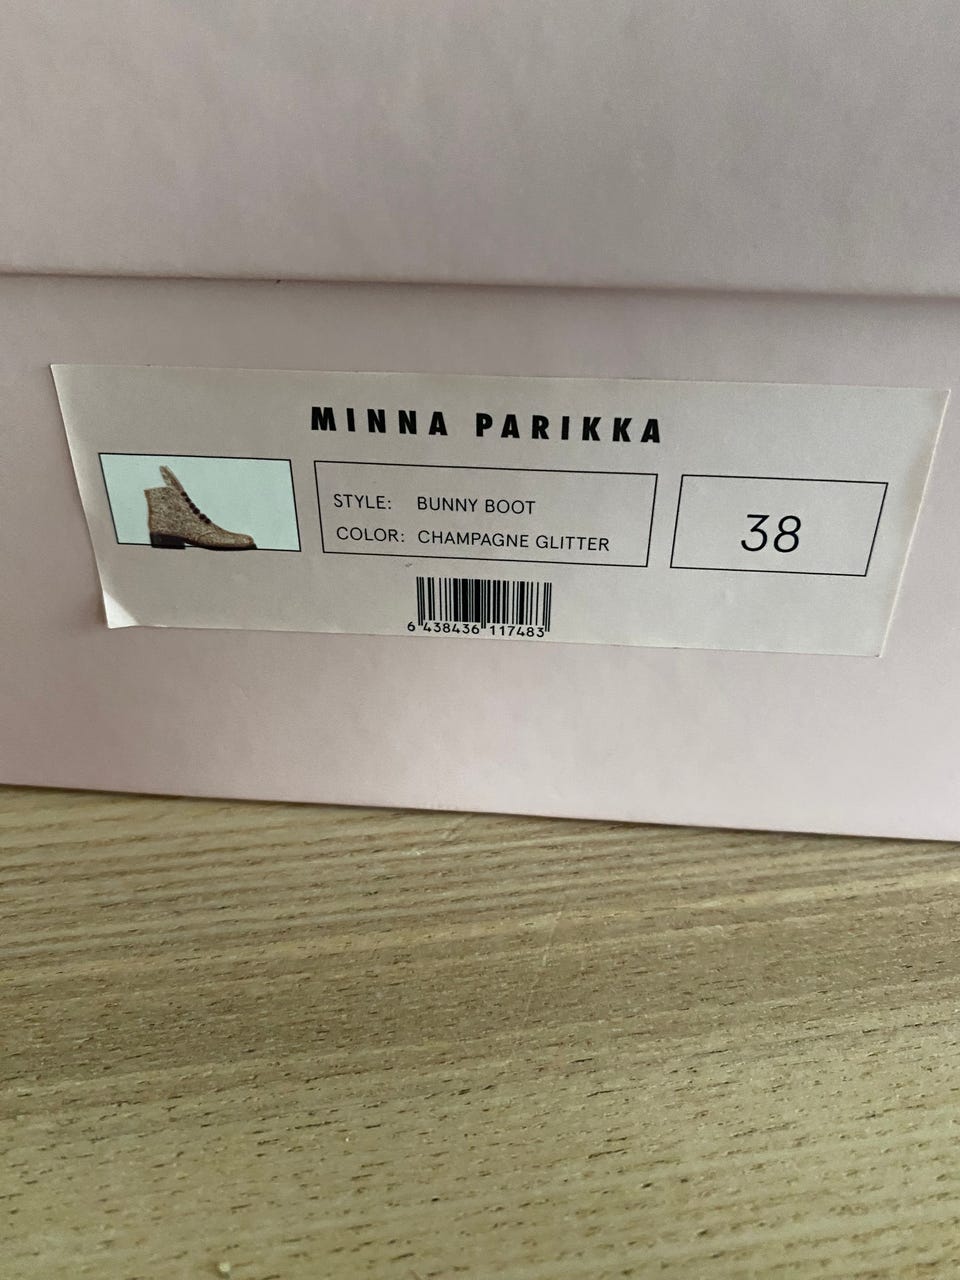 MINNA PARIKKA
STYLE: BUNNY BOOT
COLOR: CHAMPAGNE GLITTER
38
6 438436 117483